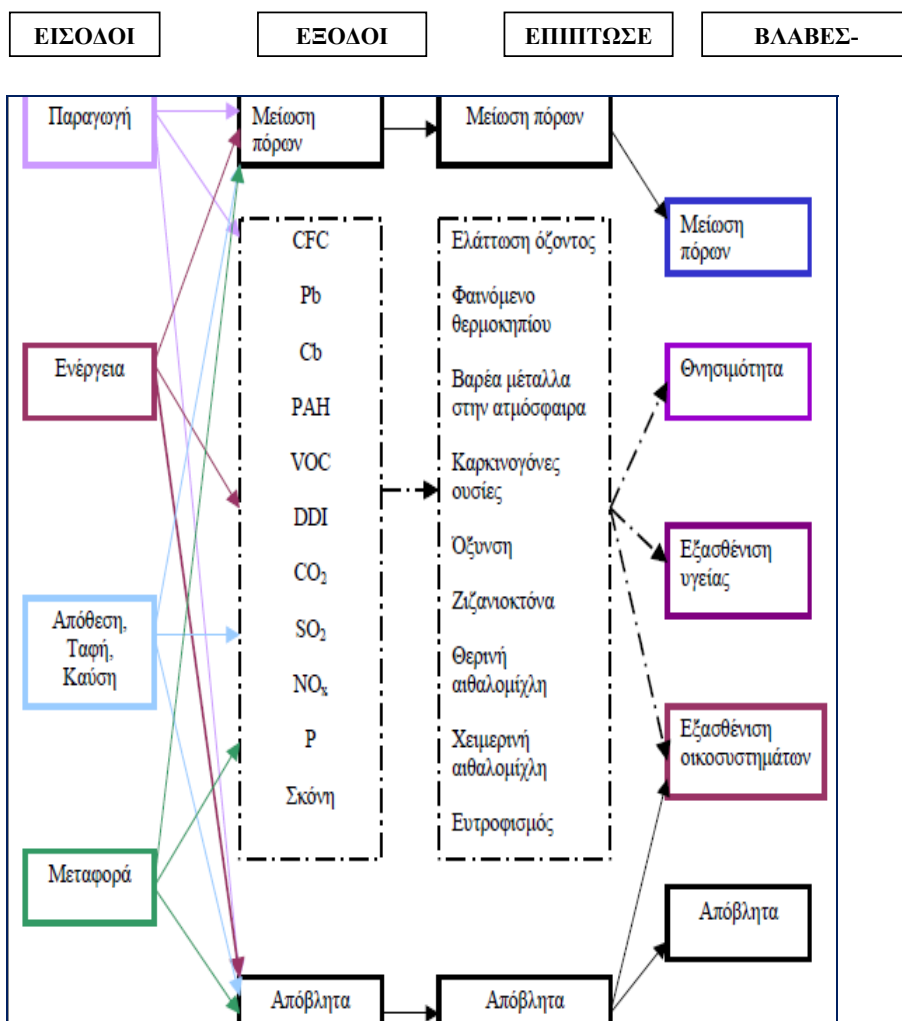 ΕΙΣΟΔΟΙ
ΕΞΟΔΟΙ
ΕΠΙΠΤΩΣΕ
ΒΛΑΒΕΣ-
Παραγωγή
Ενέργεια
Απόθεση,
Ταφή,
Καύση
Μεταφορά
Μείωση
πόρων
CFC
Pb
Cb
PAH
VOC
DDI
CO₂
SO₂
NOₓ
P
Σκόνη
Απόβλητα
Μείωση πόρων
Ελάττωση όζοντος
Φαινόμενο
θερμοκηπίου
Βαρέα μέταλλα
στην ατμόσφαιρα
Καρκινογόνες
ουσίες
Όξυνση
Ζιζανιοκτόνα
Θερινή
αιθαλομίχλη
Χειμερινή
αιθαλομίχλη
Ευτροφισμός
Απόβλητα
Μείωση
πόρων
Θνησιμότητα
Εξασθένιση
υγείας
Εξασθένιση
οικοσυστημάτων
Απόβλητα